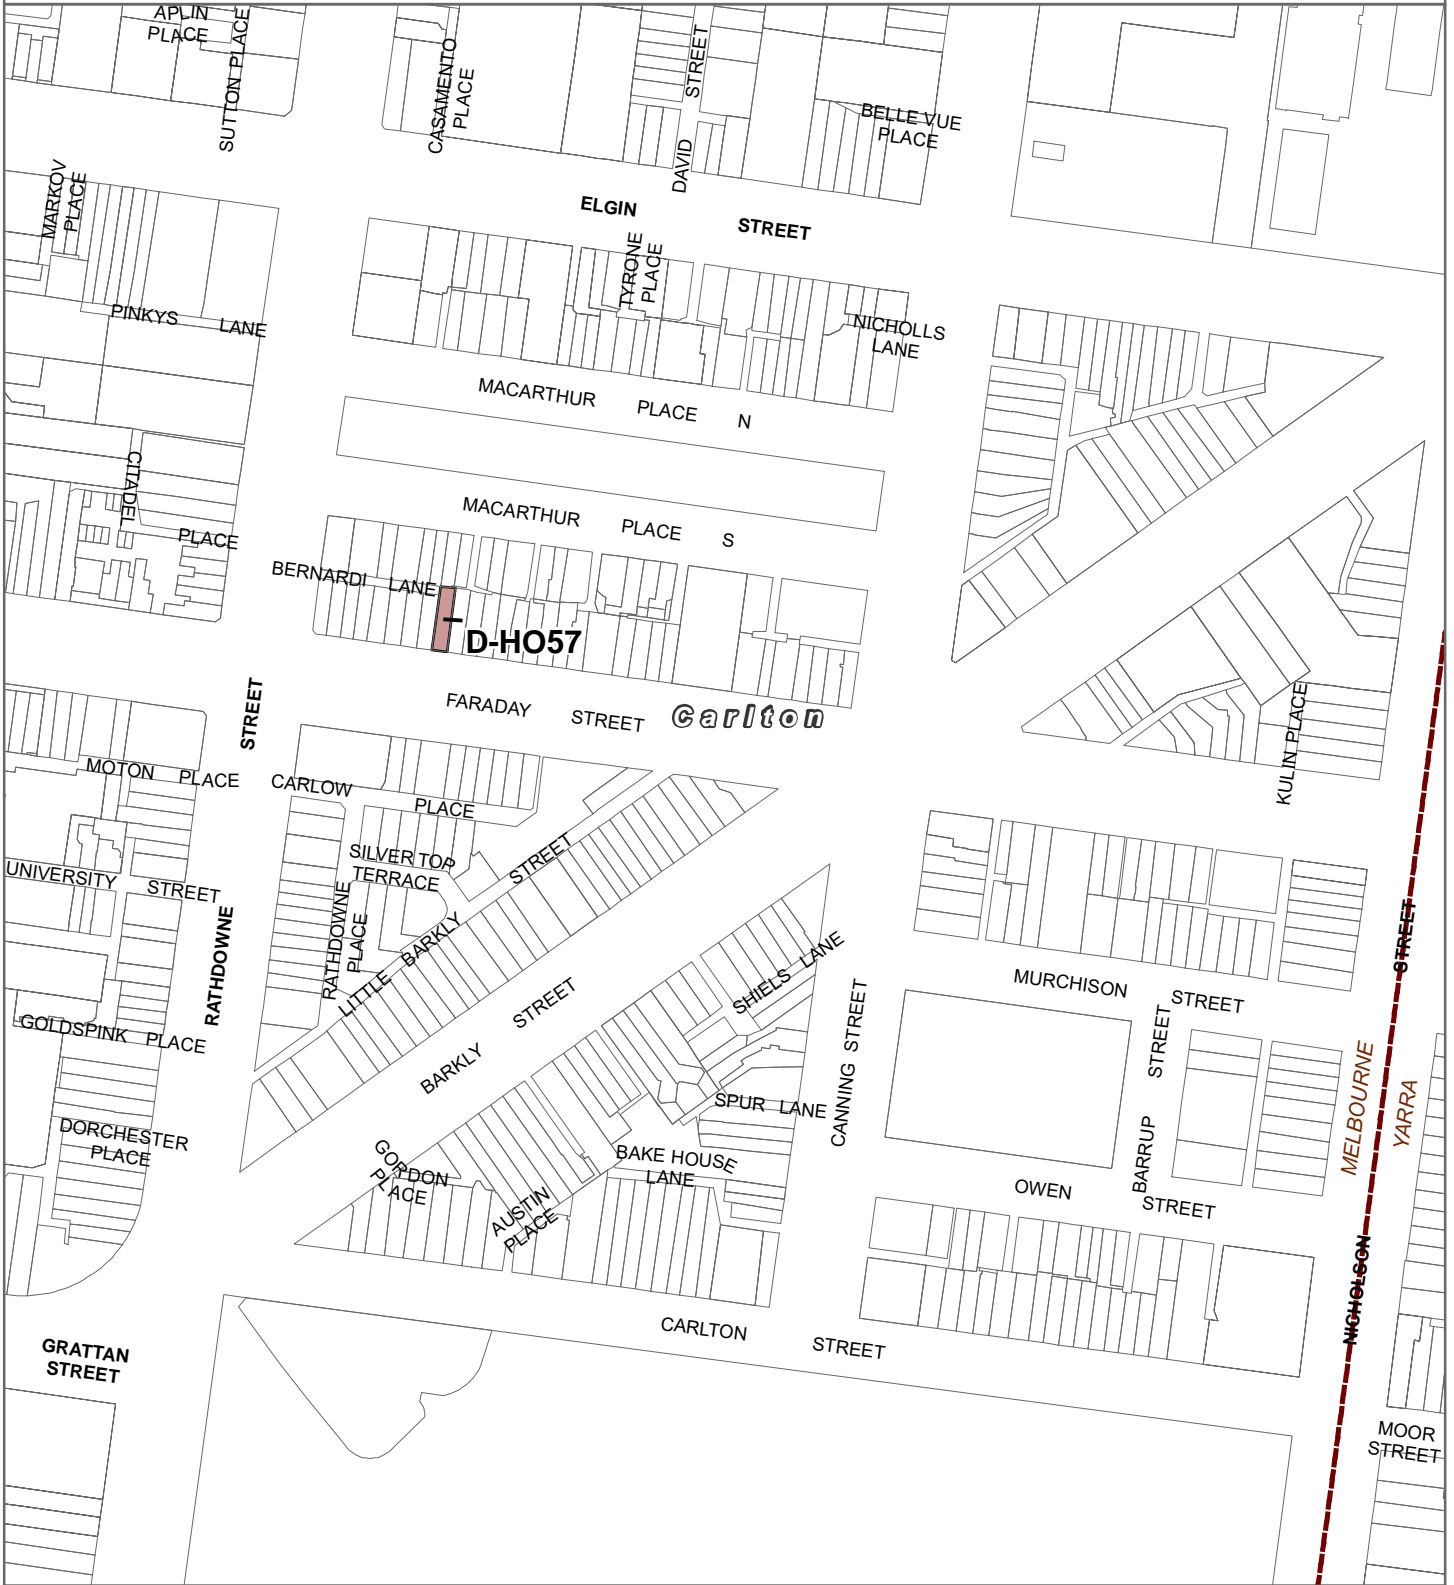 APLIN
PLACE
SUTTON PLACE
CASAMENTO
PLACE
DAVID STREET
BELLE VUE
PLACE
MARKOV
PLACE
ELGIN STREET
TYRONE
PLACE
PINKYS LANE
NICHOLLS
LANE
MACARTHUR PLACE N
CITADEL PLACE
MACARTHUR PLACE S
BERNARDI LANE
D-HO57
FARADAY STREET
Carlton
KULIN PLACE
MOTON PLACE
CARLOW PLACE
SILVER TOP
TERRACE
UNIVERSITY STREET
RATHDOWNE STREET
RATHDOWNE
PLACE
LITTLE BARKLY STREET
BARKLY STREET
SHIELS LANE
CANNING STREET
MURCHISON STREET
GOLDSPINK PLACE
SPUR LANE
BARRUP STREET
MELBOURNE
YARRA
DORCHESTER
PLACE
GORDON
PLACE
BAKE HOUSE
LANE
AUSTIN
PLACE
OWEN STREET
NICHOLSON STREET
CARLTON STREET
GRATTAN
STREET
MOOR
STREET